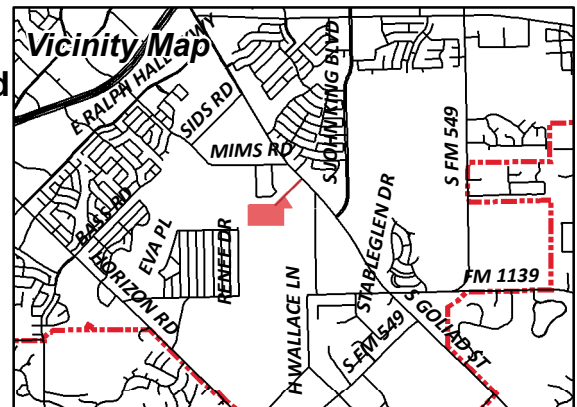 Vicinity Map
d
E RALPH HALL PKWY
SIDS RD
MIMS RD
S JOHN KING BLVD
S FM 549
BASS RD
EVA PL
HORIZON RD
RENEE DR
H WALLACE LN
STABLEGLEN DR
FM 1139
S GOLIAD ST
S FM 549